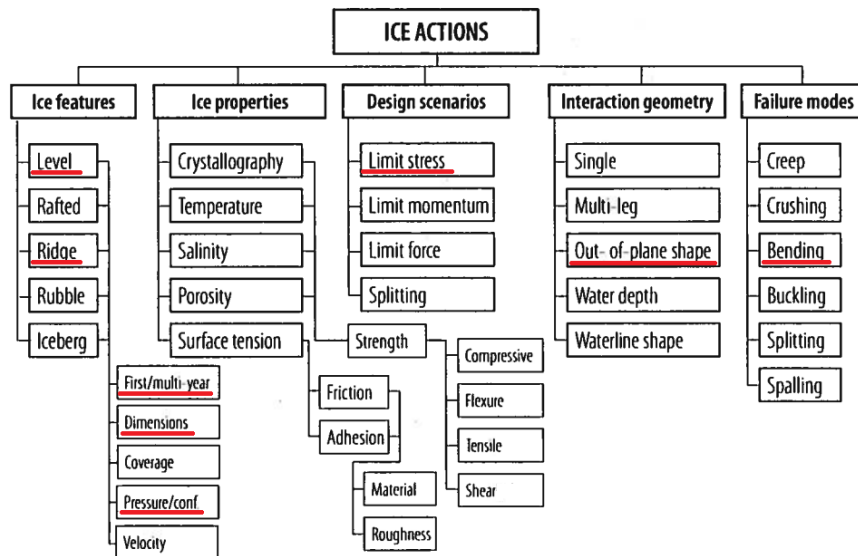 ICE ACTIONS
Ice features
Level
Rafted
Ridge
Rubble
Iceberg
First/multi-year
Dimensions
Coverage
Pressure/conf.
Velocity
Ice properties
Crystallography
Temperature
Salinity
Porosity
Surface tension
Strength
Friction
Adhesion
Material
Roughness
Compressive
Flexure
Tensile
Shear
Design scenarios
Limit stress
Limit momentum
Limit force
Splitting
Interaction geometry
Single
Multi-leg
Out- of-plane shape
Water depth
Waterline shape
Failure modes
Creep
Crushing
Bending
Buckling
Splitting
Spalling